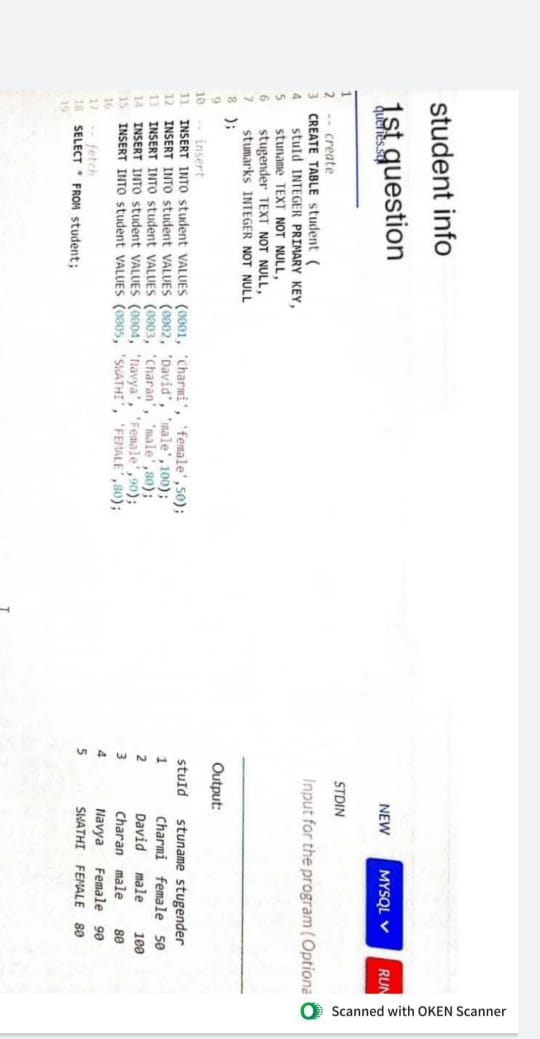 student info
1st question
queries.sql
NEW MYSQL RUN
STDIN
Input for the program ( Optiona
1
2 -- create
3 CREATE TABLE student (
4 stuId INTEGER PRIMARY KEY,
5 stuname TEXT NOT NULL,
6 stugender TEXT NOT NULL,
7 stumarks INTEGER NOT NULL
8 );
9
10 -- insert
11 INSERT INTO student VALUES (0001, 'Charmi', 'female',50);
12 INSERT INTO student VALUES (0002, 'David', 'male',100);
13 INSERT INTO student VALUES (0003, 'Charan', 'male',80);
14 INSERT INTO student VALUES (0004, 'Navya', 'Female',90);
15 INSERT INTO student VALUES (0005, 'SWATHI', 'FEMALE',80);
16
17 -- fetch
18 SELECT * FROM student;
19
Output:
stuId stuname stugender
1 Charmi female 50
2 David male 100
3 Charan male 80
4 Navya Female 90
5 SWATHI FEMALE 80
Scanned with OKEN Scanner